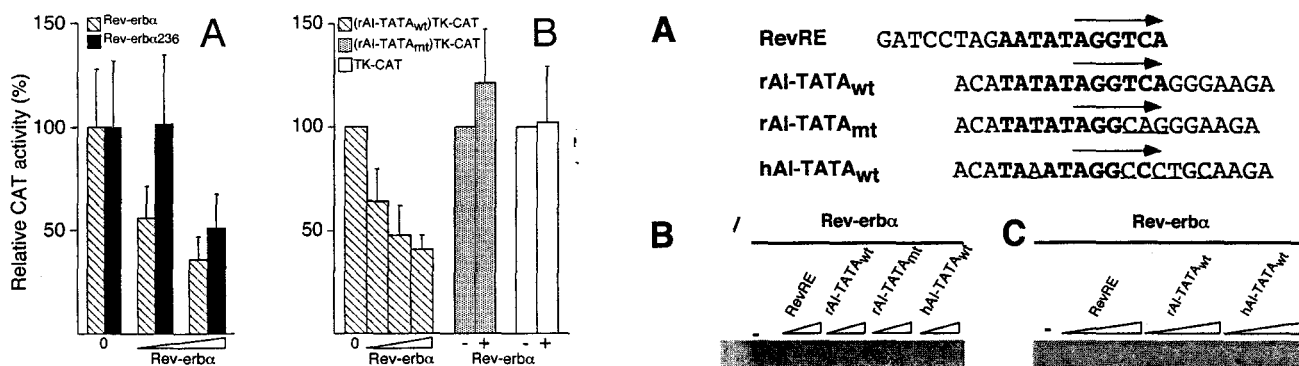 Relative CAT activity (%)
150
100
50
Rev-erbα
Rev-erbα236
A
0
Rev-erbα
150
100
50
(rAI-TATAwt)TK-CAT
(rAI-TATAmt)TK-CAT
TK-CAT
B
0
Rev-erbα
- +
Rev-erbα
- +
A
RevRE GATCCTAGAATATAGGTCA
rAI-TATAwt ACATATATAGGTCAGGGAAGA
rAI-TATAmt ACATATATAGGCAGGGAAGA
hAI-TATAwt ACATAAATAGGCCCTGCAAGA
B
Rev-erbα
- RevRE rAI-TATAwt rAI-TATAmt hAI-TATAwt
C
Rev-erbα
- RevRE rAI-TATAwt hAI-TATAwt